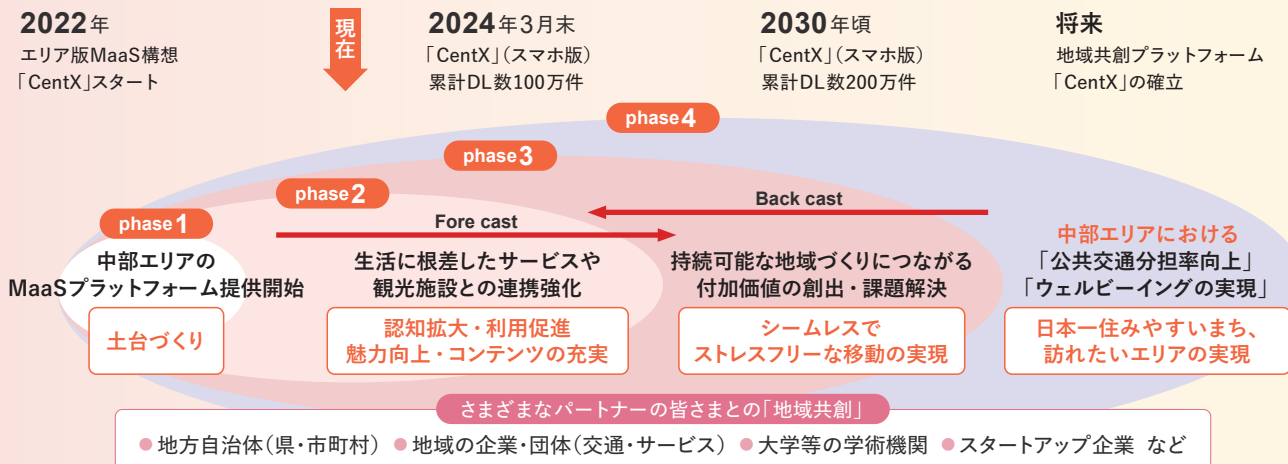 2022年
エリア版MaaS構想
「CentX」スタート
現在
2024年3月末
「CentX」(スマホ版)
累計DL数100万件
2030年頃
「CentX」(スマホ版)
累計DL数200万件
将来
地域共創プラットフォーム
「CentX」の確立
phase4
phase3
phase2
phase1
Fore cast
Back cast
中部エリアの
MaaSプラットフォーム提供開始
土台づくり
生活に根差したサービスや
観光施設との連携強化
認知拡大・利用促進
魅力向上・コンテンツの充実
持続可能な地域づくりにつながる
付加価値の創出・課題解決
シームレスで
ストレスフリーな移動の実現
中部エリアにおける
「公共交通分担率向上」
「ウェルビーイングの実現」
日本一住みやすいまち、
訪れたいエリアの実現
さまざまなパートナーの皆さまとの「地域共創」
●地方自治体(県・市町村) ●地域の企業・団体(交通・サービス) ●大学等の学術機関 ●スタートアップ企業 など